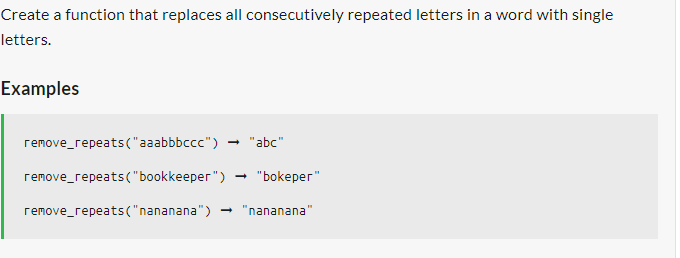 Create a function that replaces all consecutively repeated letters in a word with single
letters.
Examples
remove_repeats("aaabbbccc") ➞ "abc"
remove_repeats("bookkeeper") ➞ "bokeper"
remove_repeats("nananana") ➞ "nananana"